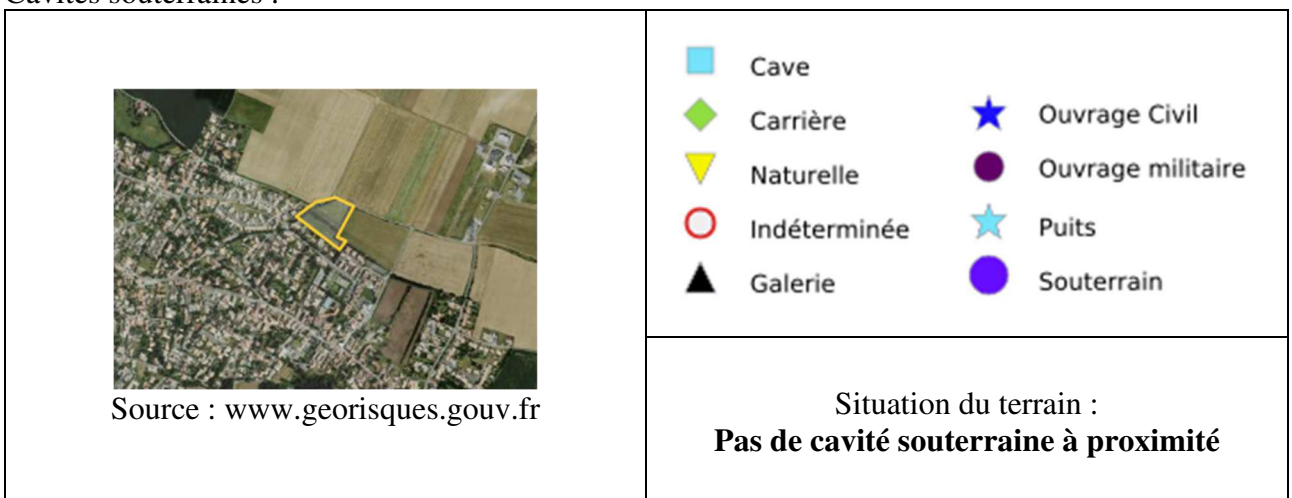 Cavités souterraines :
Source : www.georisques.gouv.fr
Cave
Carrière
Naturelle
Indéterminée
Galerie
Ouvrage Civil
Ouvrage militaire
Puits
Souterrain
Situation du terrain :
Pas de cavité souterraine à proximité